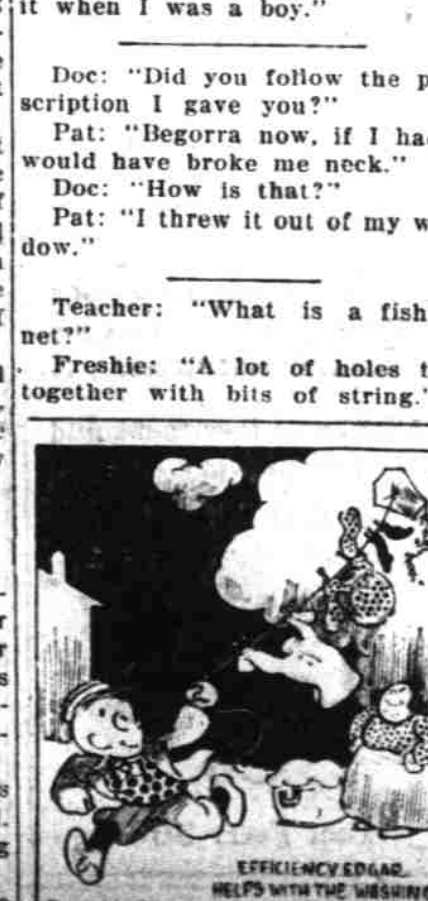 it when I was a boy."
Doc: "Did you follow the
scription I gave you?"
Pat: "Begorra now, if I
would have broke me neck."
Doc: "How is that?"
Pat: "I threw it out of my
dow."
Teacher: "What is a fish
net?"
Freshie: "A lot of holes
together with bits of string."
EFFICIENCY EDGAR
HELPS WITH THE